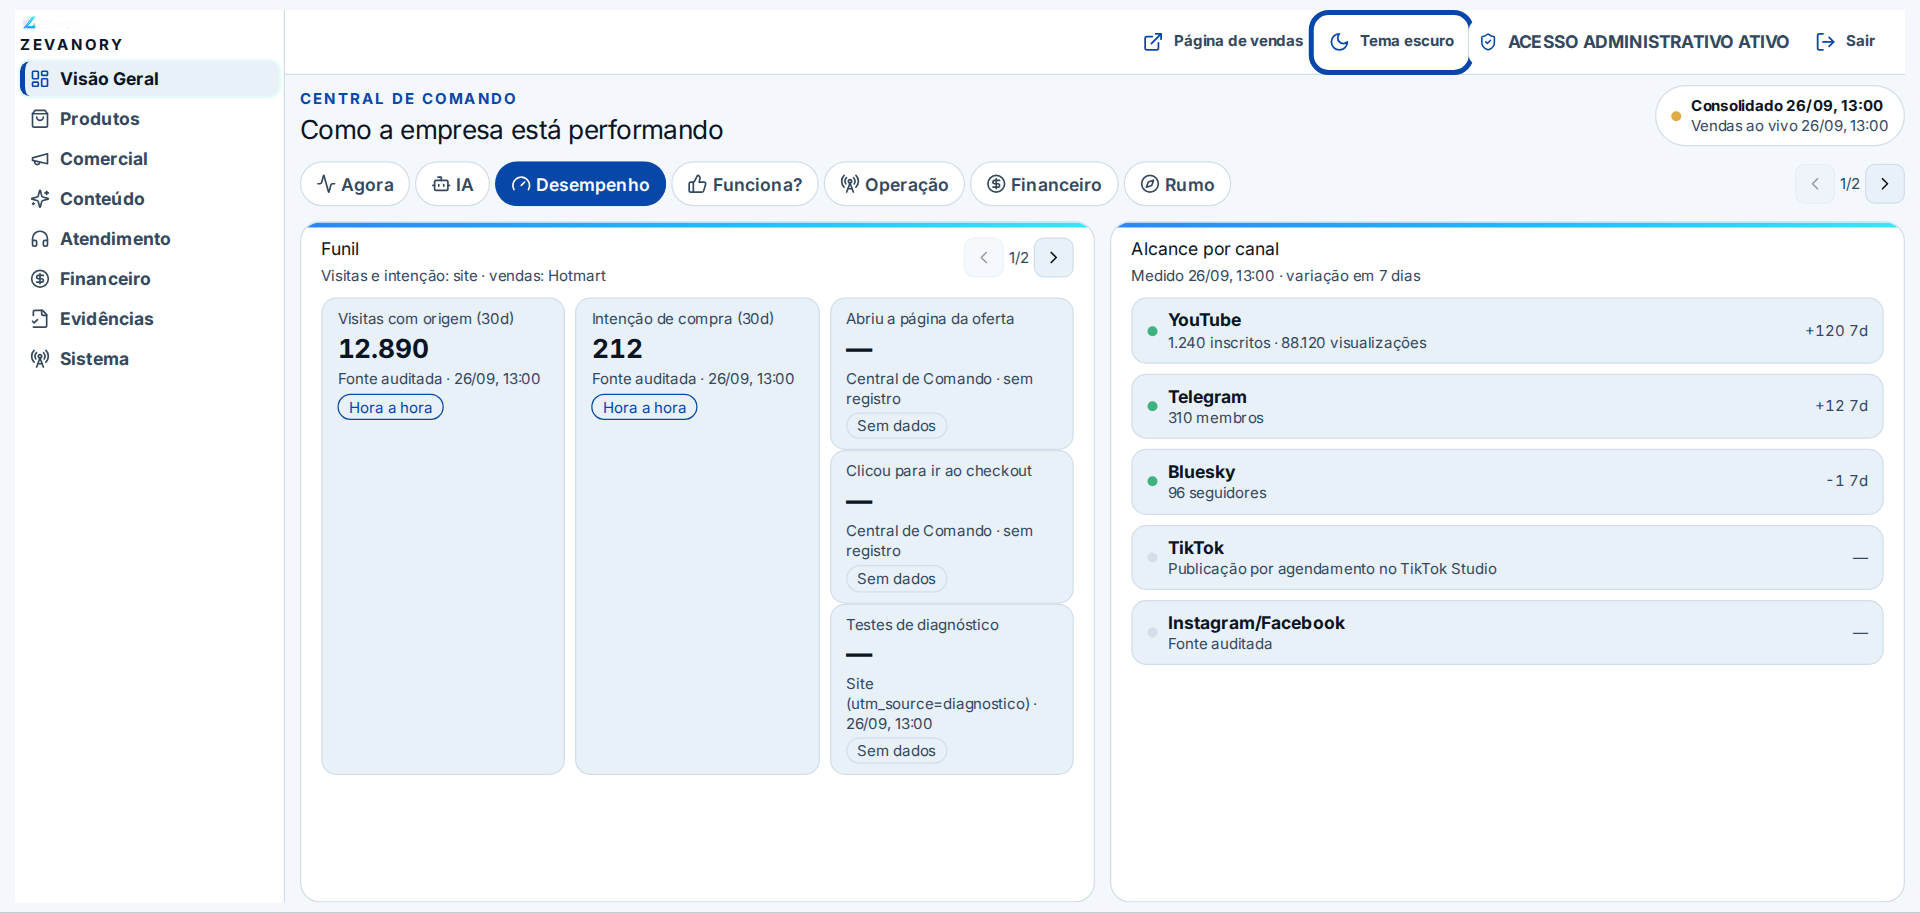 ZEVANORY
Visão Geral
Produtos
Comercial
Conteúdo
Atendimento
Financeiro
Evidências
Sistema
Página de vendas
Tema escuro
ACESSO ADMINISTRATIVO ATIVO
Sair
CENTRAL DE COMANDO
Como a empresa está performando
Consolidado 26/09, 13:00
Vendas ao vivo 26/09, 13:00
Agora
IA
Desempenho
Funciona?
Operação
Financeiro
Rumo
1/2
Funil
Visitas e intenção: site · vendas: Hotmart
1/2
Visitas com origem (30d)
12.890
Fonte auditada · 26/09, 13:00
Hora a hora
Intenção de compra (30d)
212
Fonte auditada · 26/09, 13:00
Hora a hora
Abriu a página da oferta
—
Central de Comando · sem
registro
Sem dados
Clicou para ir ao checkout
—
Central de Comando · sem
registro
Sem dados
Testes de diagnóstico
—
Site
(utm_source=diagnostico) ·
26/09, 13:00
Sem dados
Alcance por canal
Medido 26/09, 13:00 · variação em 7 dias
YouTube
1.240 inscritos · 88.120 visualizações
+120 7d
Telegram
310 membros
+12 7d
Bluesky
96 seguidores
-1 7d
TikTok
Publicação por agendamento no TikTok Studio
—
Instagram/Facebook
Fonte auditada
—